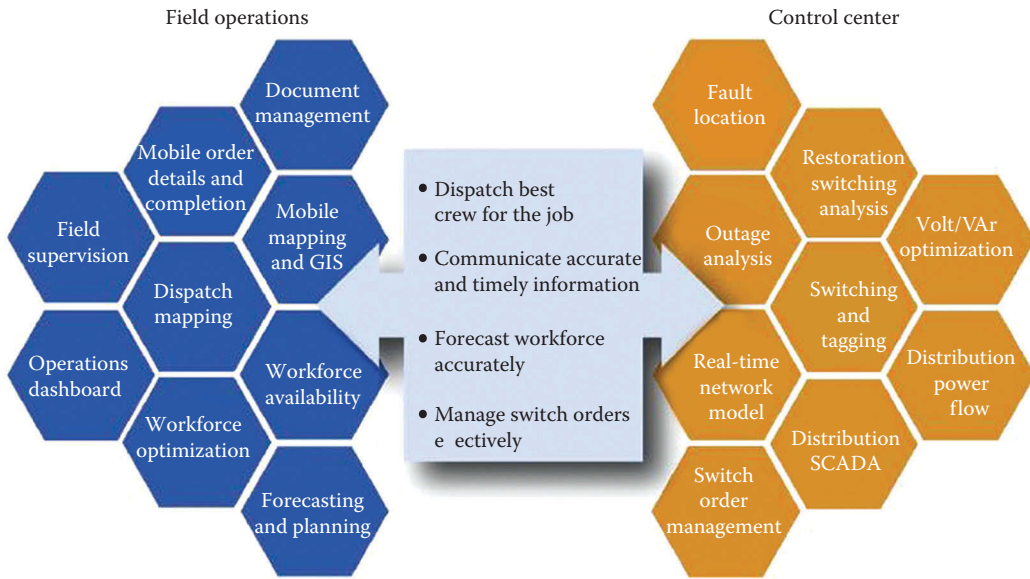 Field operations
Control center
Document
management
Mobile order
details and
completion
Field
supervision
Mobile
mapping
and GIS
Dispatch
mapping
Operations
dashboard
Workforce
availability
Workforce
optimization
Forecasting
and planning
• Dispatch best
crew for the job
• Communicate accurate
and timely information
• Forecast workforce
accurately
• Manage switch orders
e ectively
Fault
location
Restoration
switching
analysis
Outage
analysis
Volt/VAr
optimization
Switching
and
tagging
Real-time
network
model
Distribution
power
flow
Distribution
SCADA
Switch
order
management